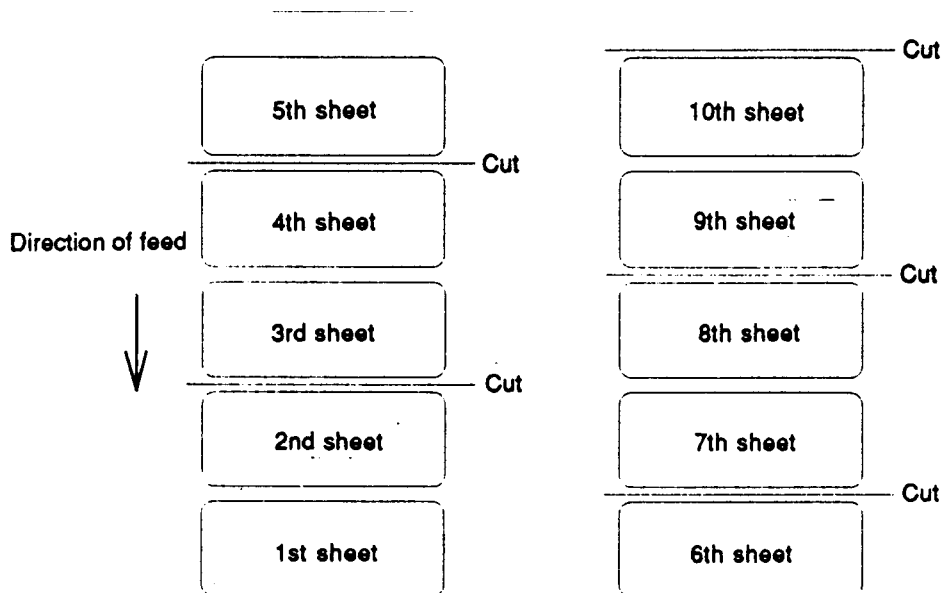 Cut
5th sheet
10th sheet
Cut
4th sheet
9th sheet
Direction of feed
Cut
3rd sheet
8th sheet
Cut
2nd sheet
7th sheet
Cut
1st sheet
6th sheet